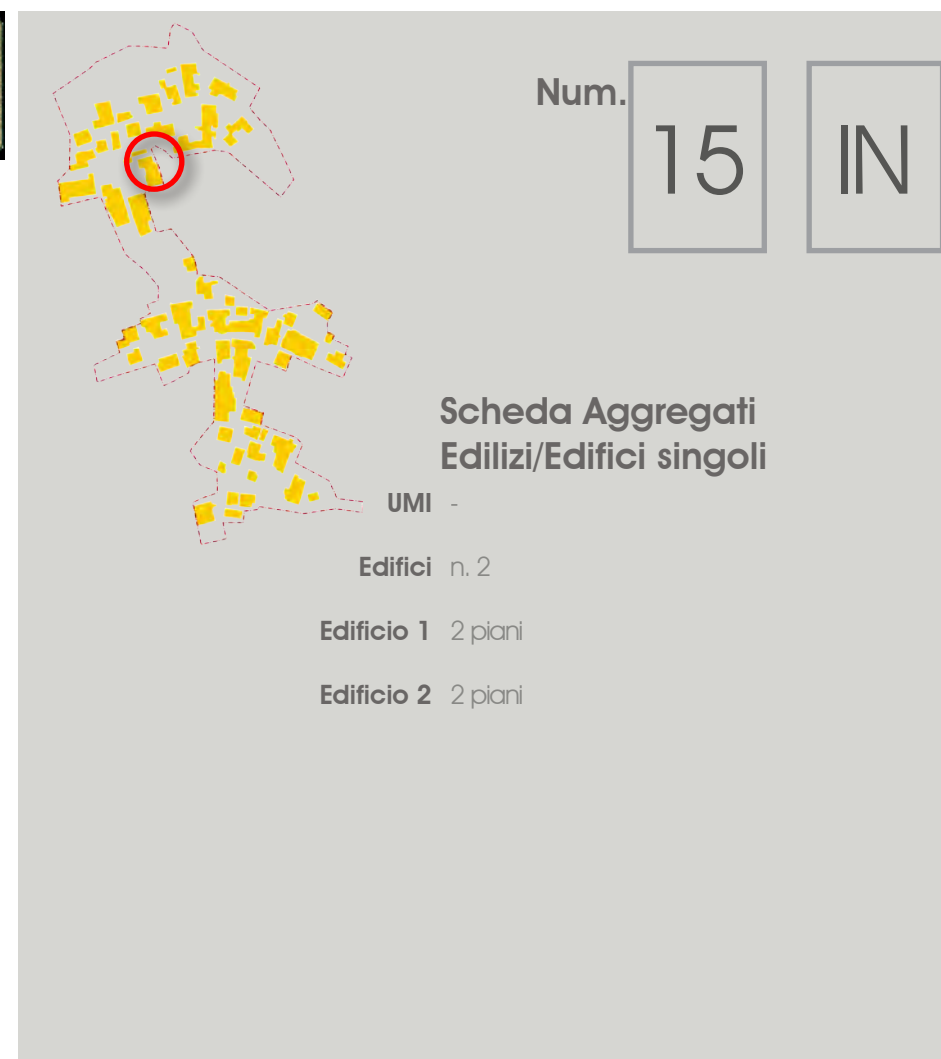 Num.
15 IN
Scheda Aggregati
Edilizi/Edifici singoli
UMI -
Edifici n. 2
Edificio 1 2 piani
Edificio 2 2 piani